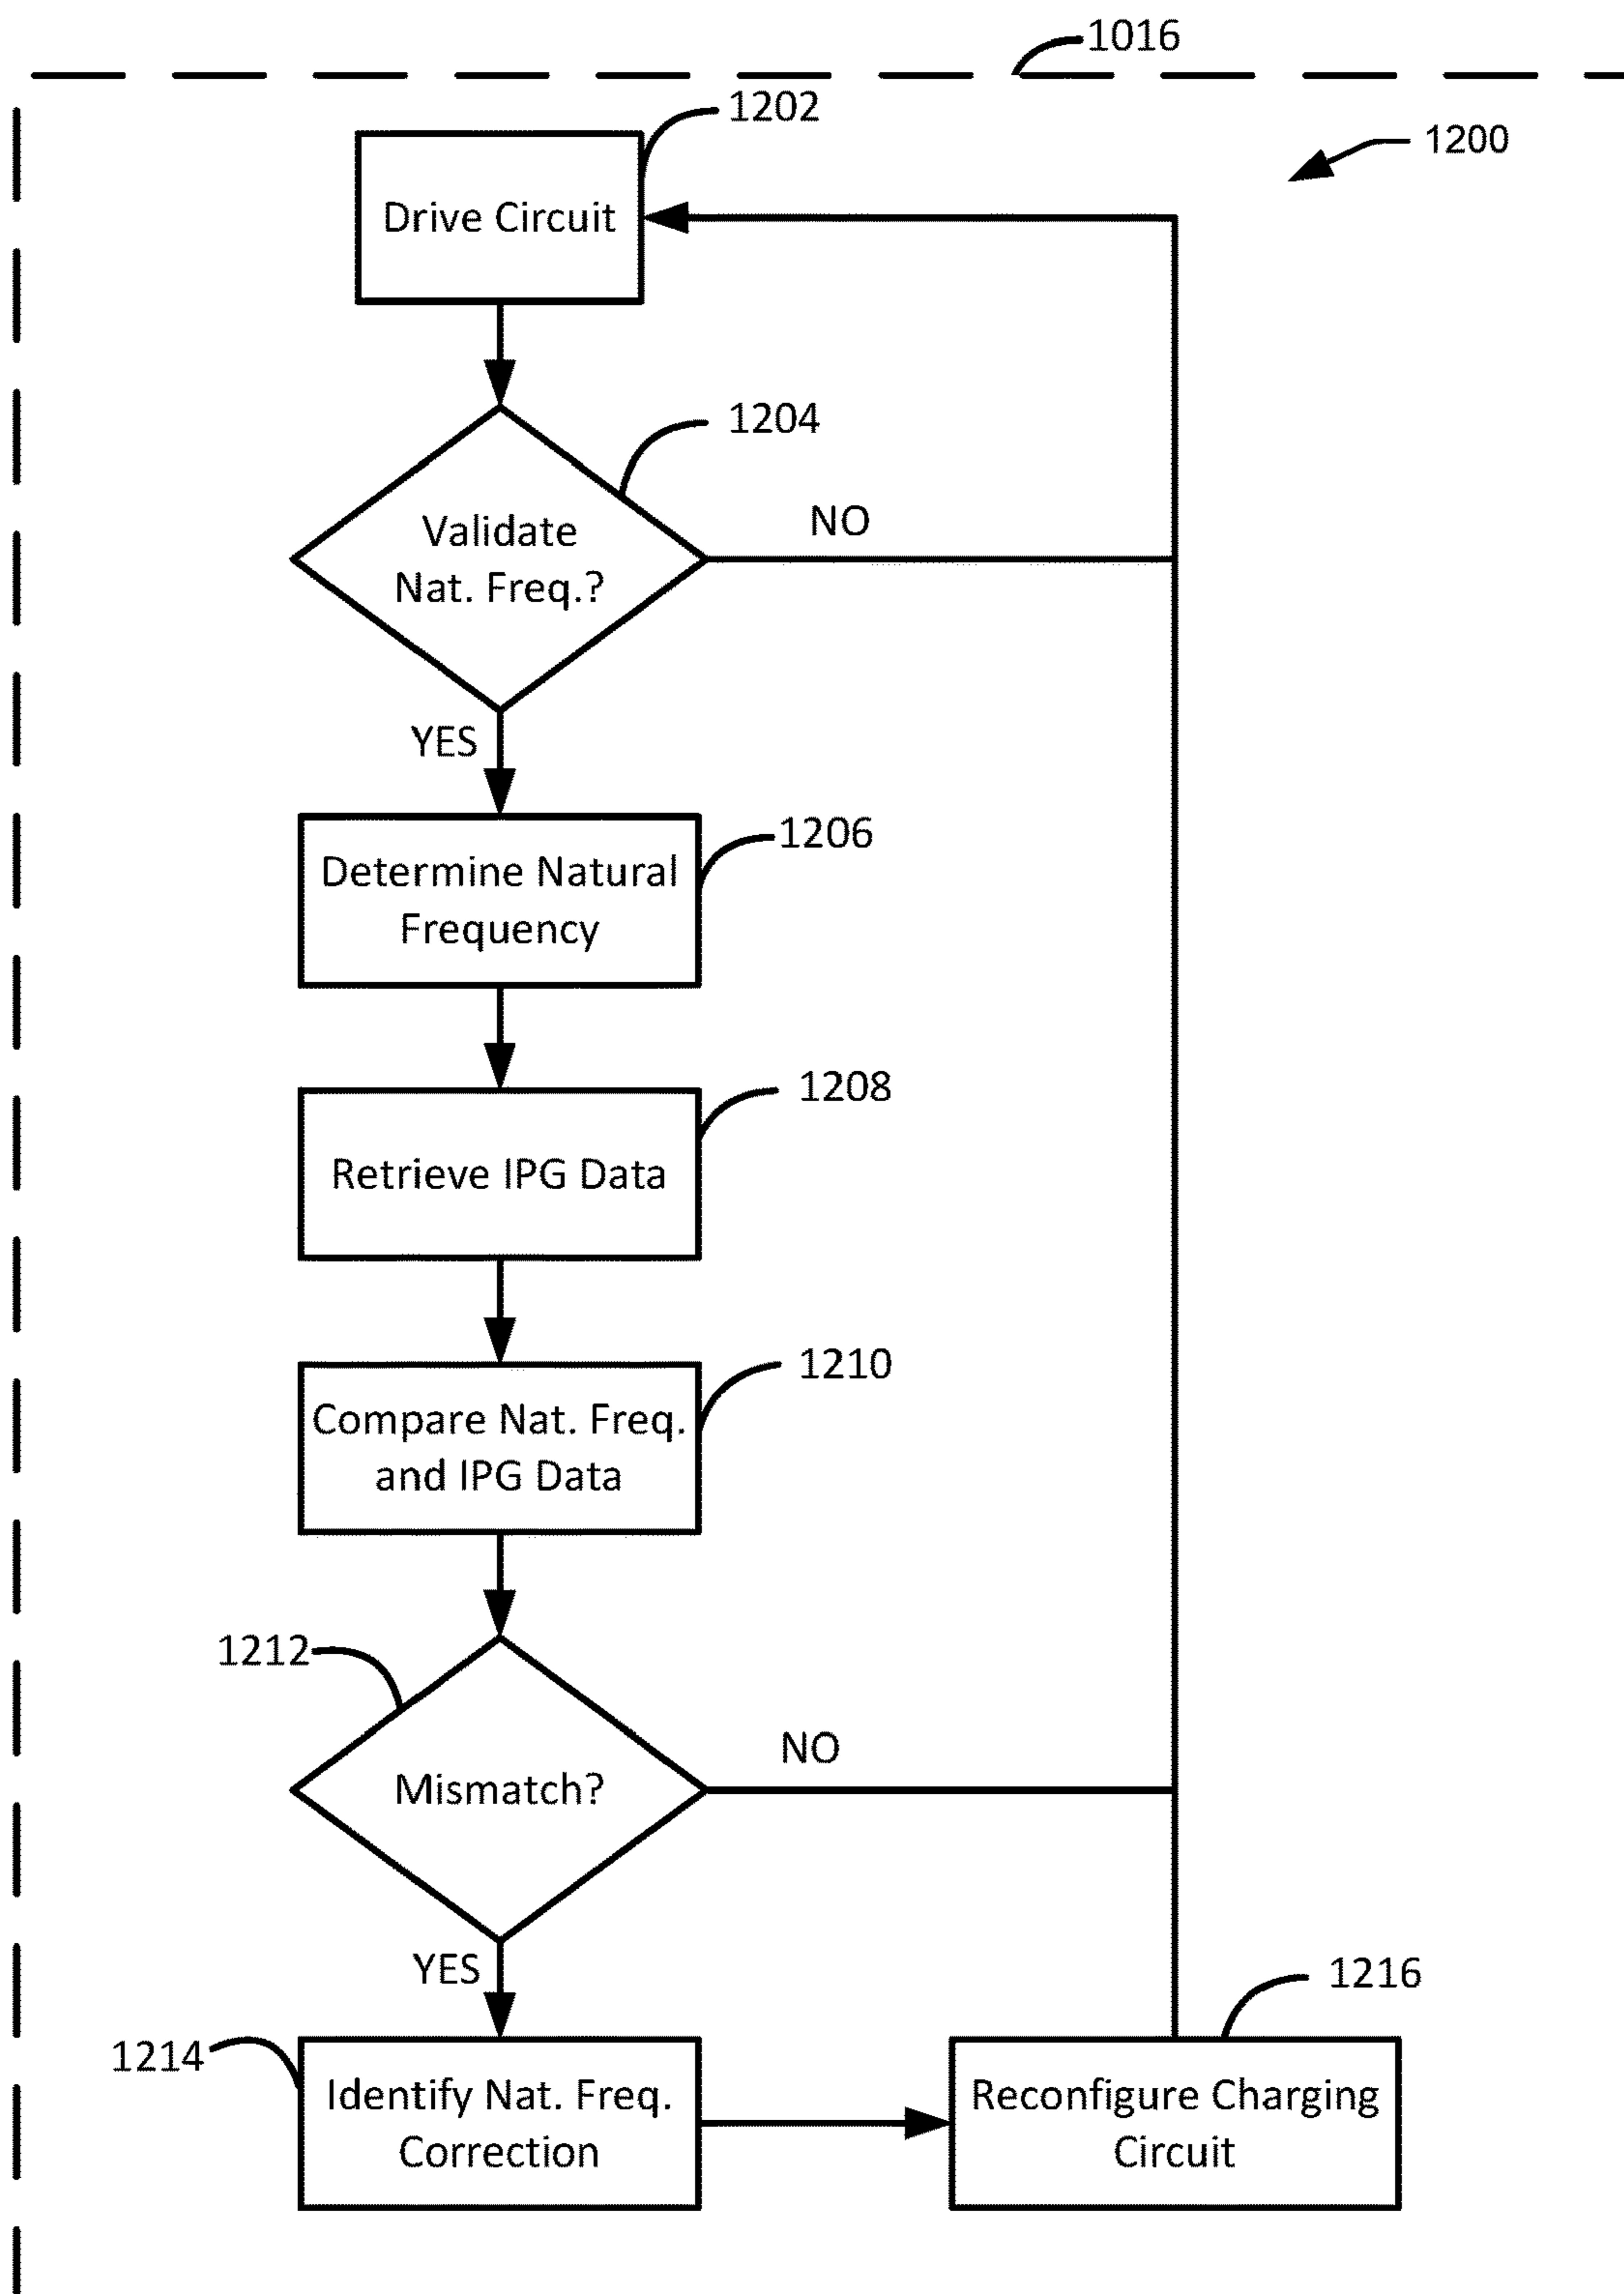 1016
1202
1200
Drive Circuit
1204
Validate
Nat. Freq.?
NO
YES
1206
Determine Natural
Frequency
1208
Retrieve IPG Data
1210
Compare Nat. Freq.
and IPG Data
1212
Mismatch?
NO
YES
1214
Identify Nat. Freq.
Correction
1216
Reconfigure Charging
Circuit